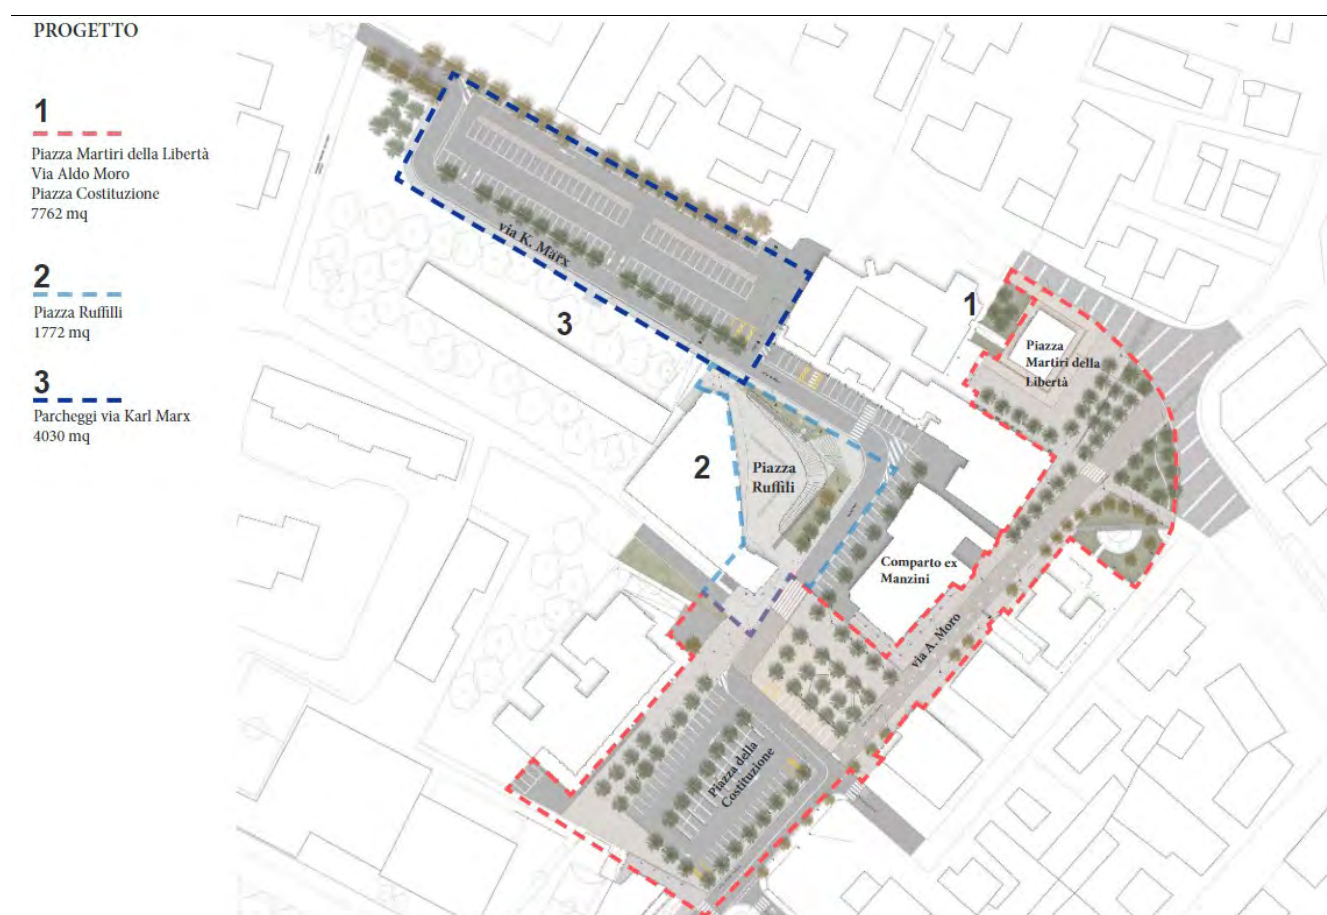 PROGETTO
1
Piazza Martiri della Libertà
Via Aldo Moro
Piazza Costituzione
7762 mq
2
Piazza Ruffilli
1772 mq
3
Parcheggi via Karl Marx
4030 mq
via K. Marx
3
1
Piazza
Martiri della
Libertà
2
Piazza
Ruffili
Comparto ex
Manzini
via A. Moro
Piazza della
Costituzione